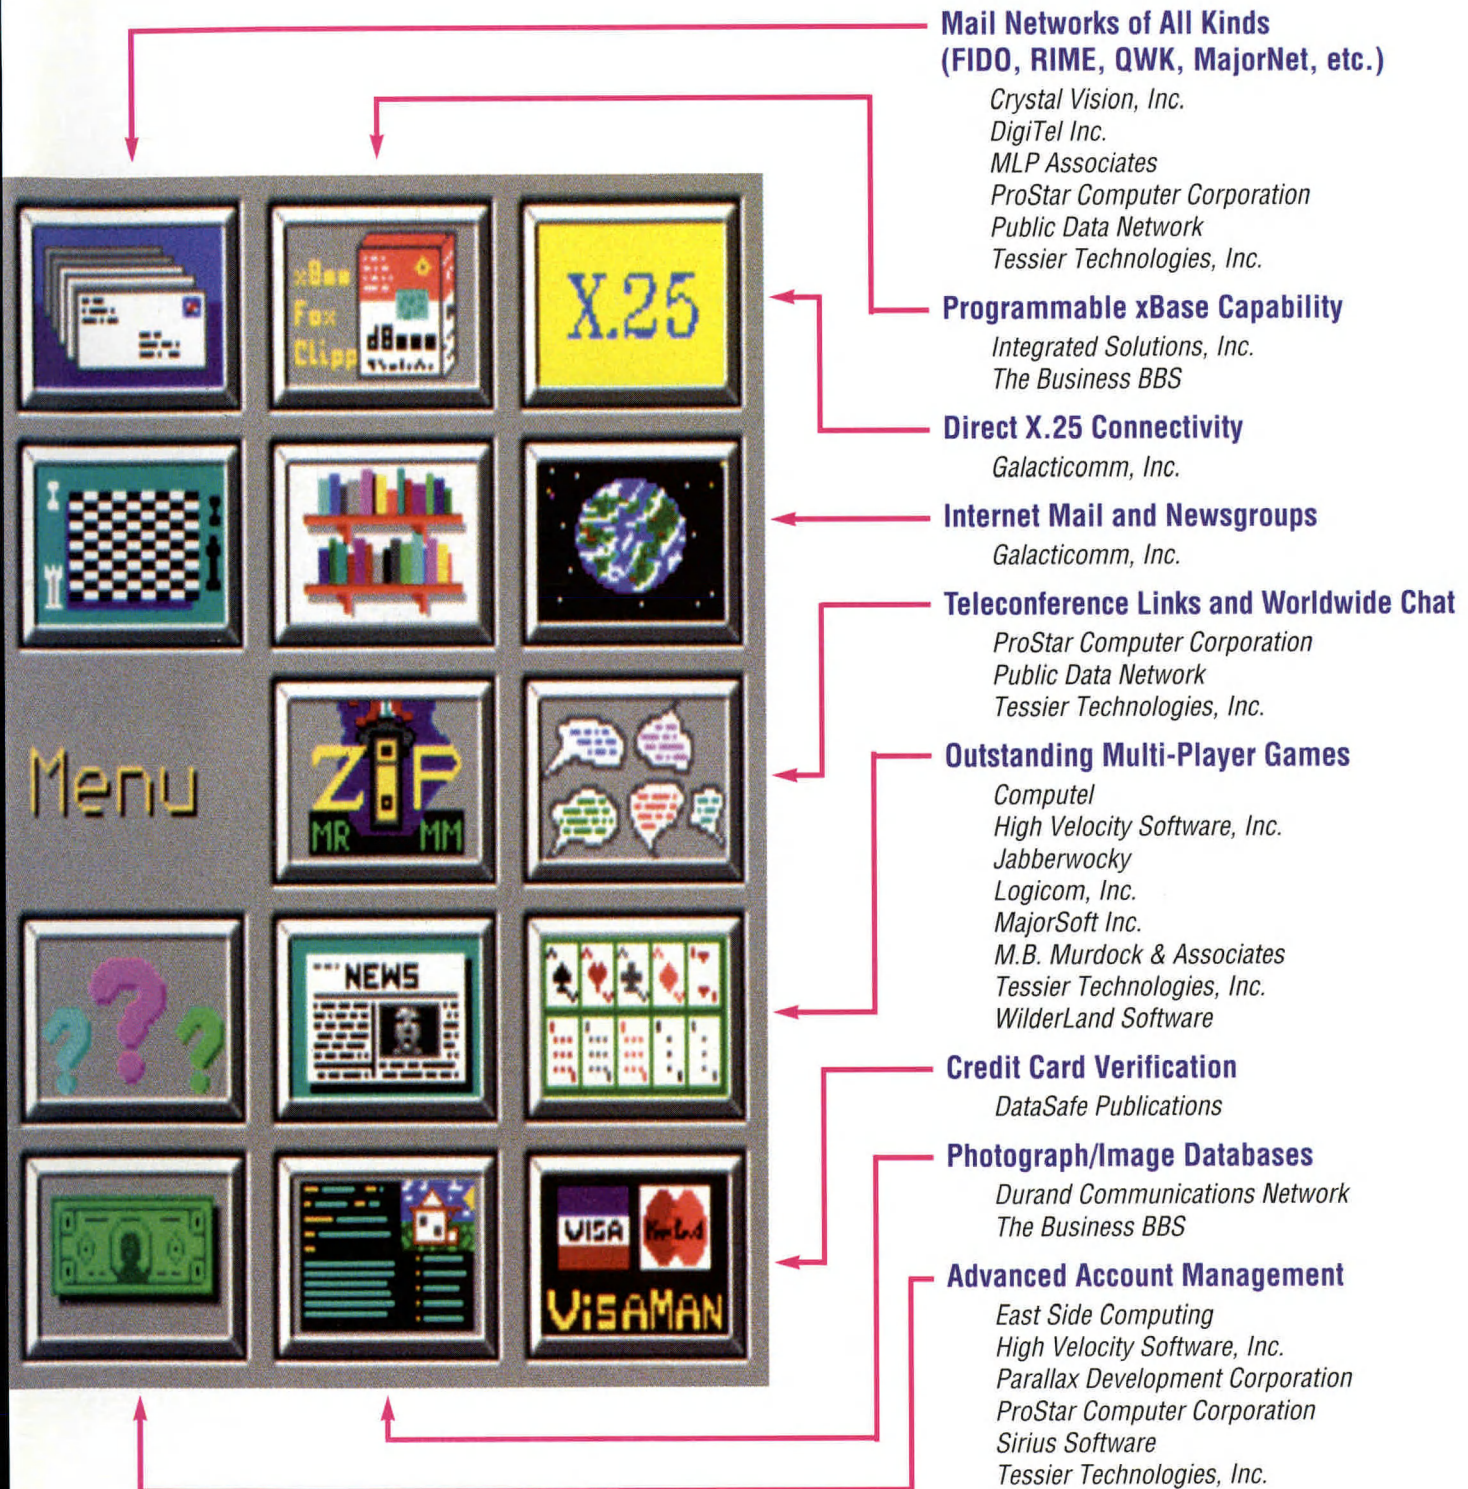 Mail Networks of All Kinds
(FIDO, RIME, QWK, MajorNet, etc.)
Crystal Vision, Inc.
DigiTel Inc.
MLP Associates
ProStar Computer Corporation
Public Data Network
Tessier Technologies, Inc.
Programmable xBase Capability
Integrated Solutions, Inc.
The Business BBS
Direct X.25 Connectivity
Galacticomm, Inc.
Internet Mail and Newsgroups
Galacticomm, Inc.
Teleconference Links and Worldwide Chat
ProStar Computer Corporation
Public Data Network
Tessier Technologies, Inc.
Outstanding Multi-Player Games
Computel
High Velocity Software, Inc.
Jabberwocky
Logicom, Inc.
MajorSoft Inc.
M.B. Murdock & Associates
Tessier Technologies, Inc.
WilderLand Software
Credit Card Verification
DataSafe Publications
Photograph/Image Databases
Durand Communications Network
The Business BBS
Advanced Account Management
East Side Computing
High Velocity Software, Inc.
Parallax Development Corporation
ProStar Computer Corporation
Sirius Software
Tessier Technologies, Inc.
Fox
Clipp
X.25
Menu
ZIP
MR MM
NEWS
VISA
VISAMAN